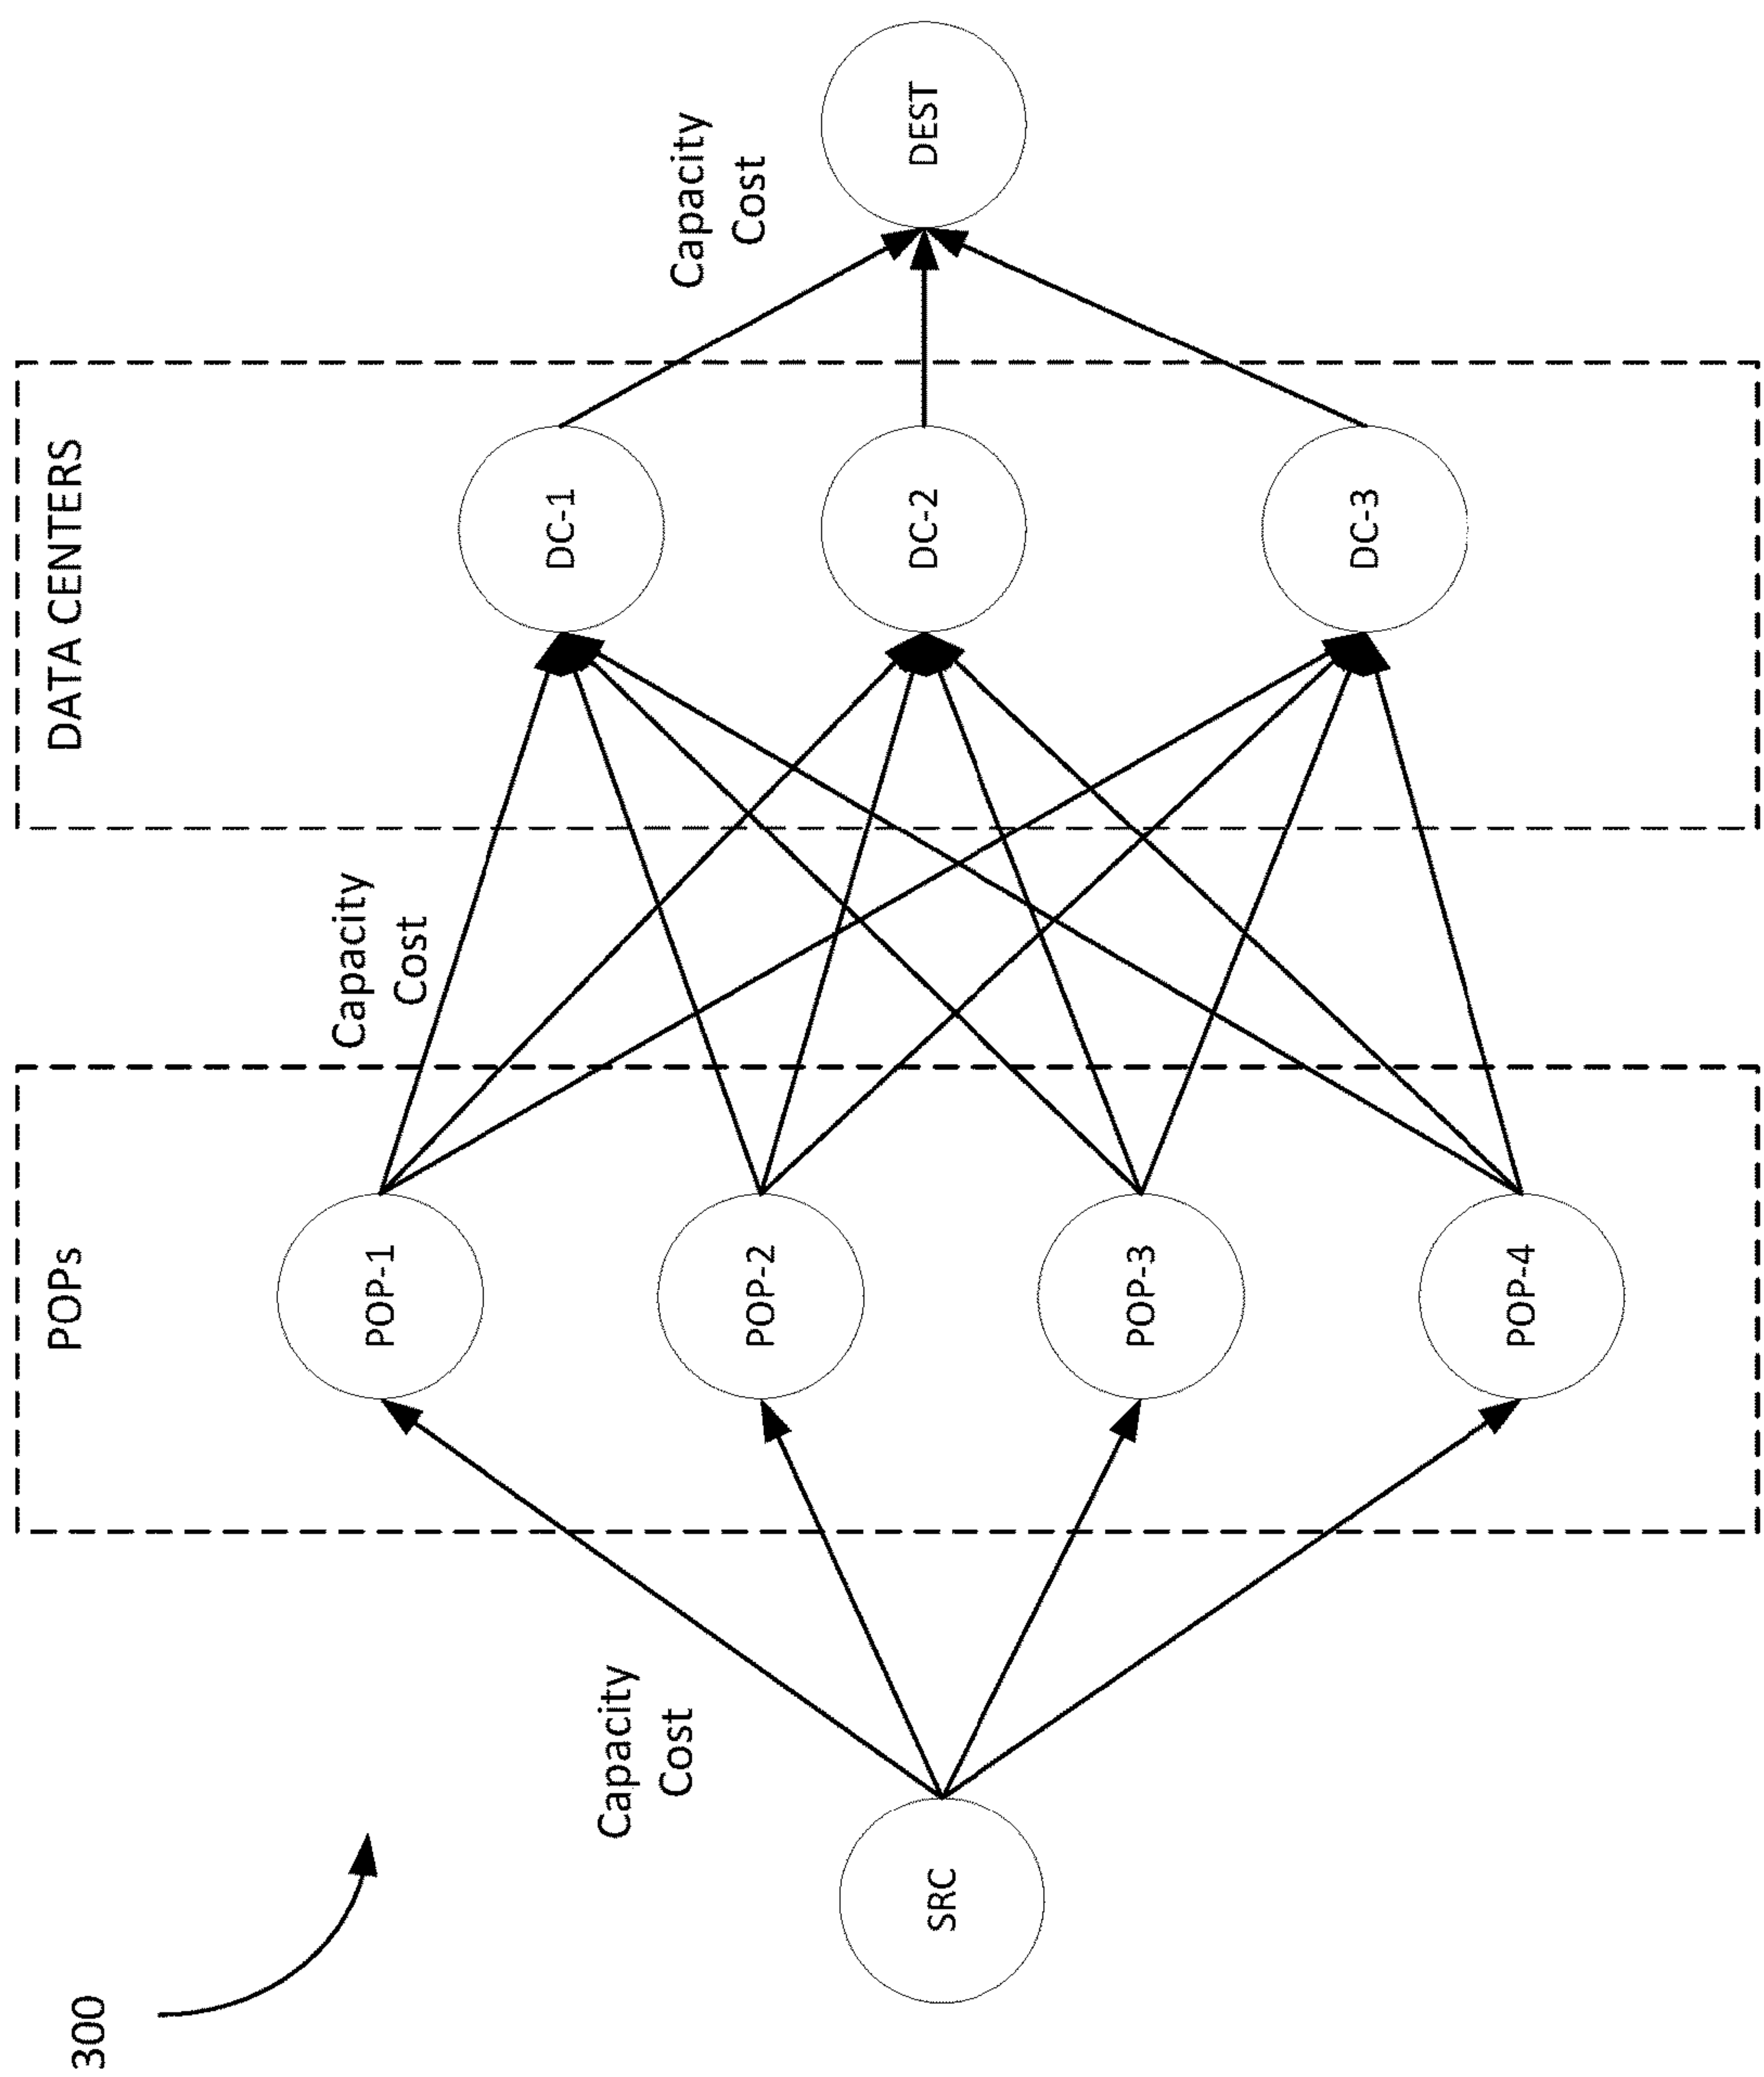 300
SRC
Capacity
Cost
POPs
POP-1
POP-2
POP-3
POP-4
Capacity
Cost
DATA CENTERS
DC-1
DC-2
DC-3
Capacity
Cost
DEST